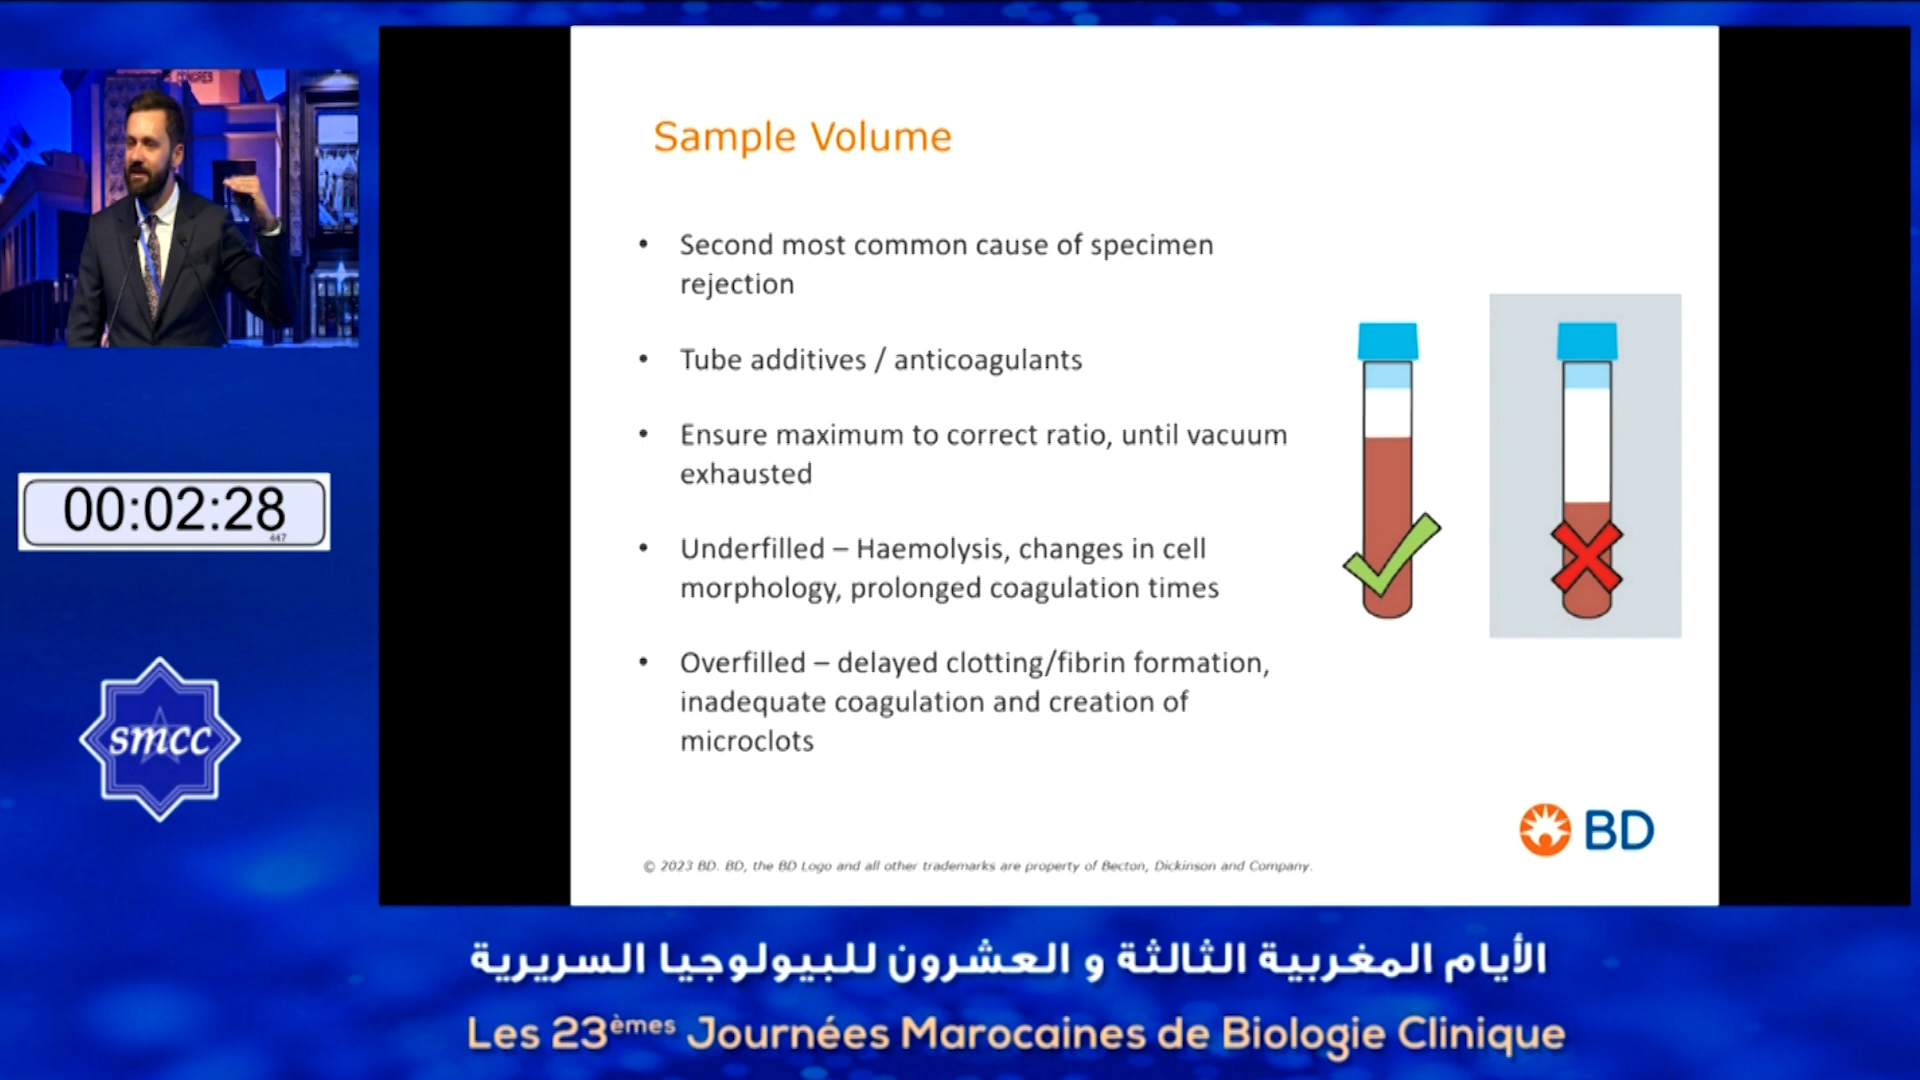 CONGRES
Sample Volume
• Second most common cause of specimen
rejection
• Tube additives / anticoagulants
• Ensure maximum to correct ratio, until vacuum
exhausted
• Underfilled – Haemolysis, changes in cell
morphology, prolonged coagulation times
• Overfilled – delayed clotting/fibrin formation,
inadequate coagulation and creation of
microclots
BD
© 2023 BD. BD, the BD Logo and all other trademarks are property of Becton, Dickinson and Company.
00:02:28
447
smcc
الأيام المغربية الثالثة و العشرون للبيولوجيا السريرية
Les 23èmes Journées Marocaines de Biologie Clinique